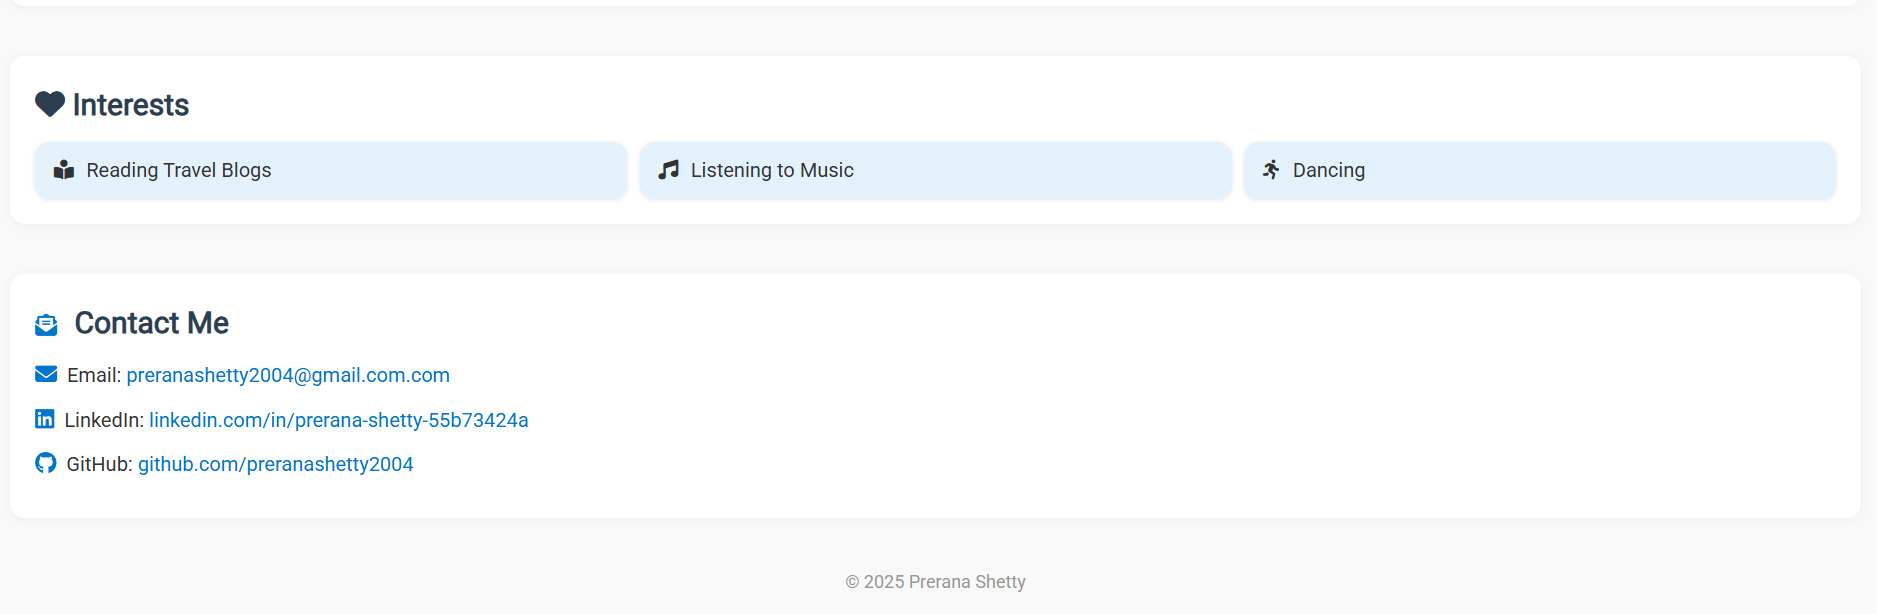 Interests
Reading Travel Blogs
Listening to Music
Dancing
Contact Me
Email: preranashetty2004@gmail.com.com
LinkedIn: linkedin.com/in/prerana-shetty-55b73424a
GitHub: github.com/preranashetty2004
© 2025 Prerana Shetty